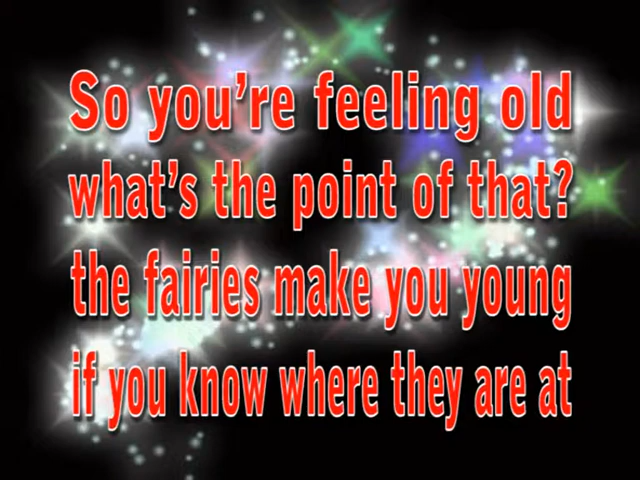 So you’re feeling old
what’s the point of that?
the fairies make you young
if you know where they are at